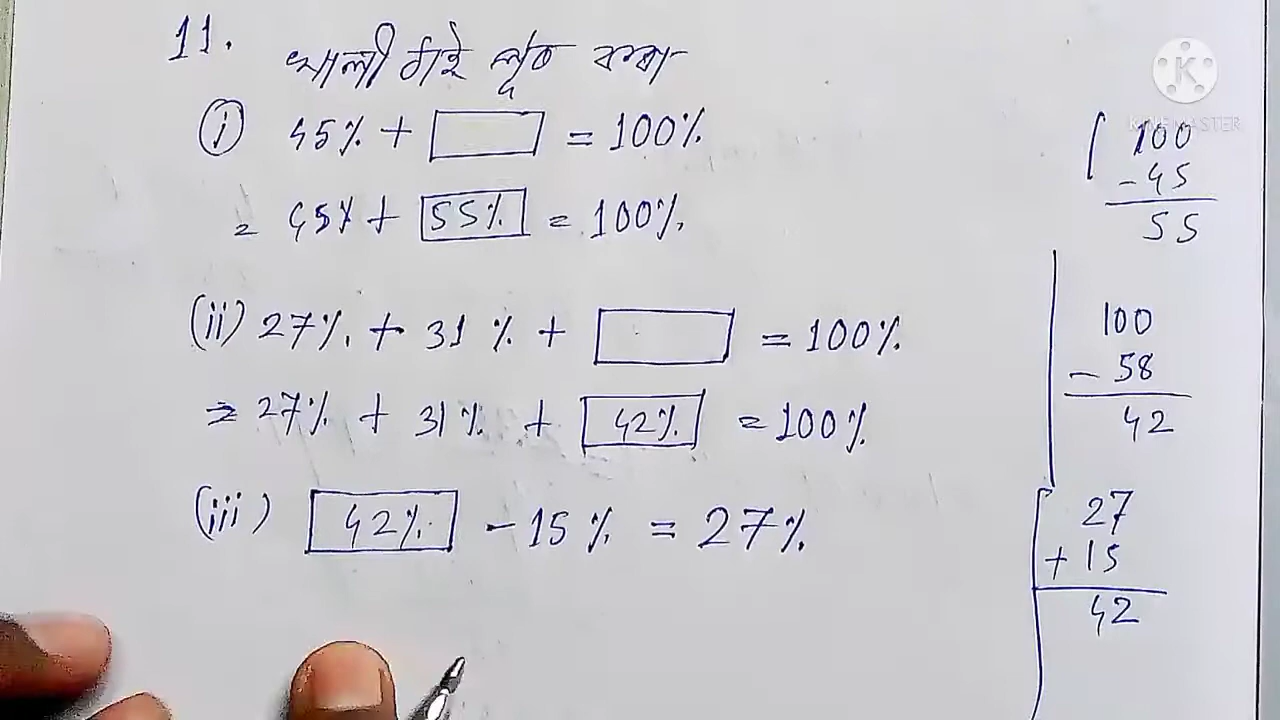 11. খালী ঠাই পূৰ কৰা
i 45% + = 100%
= 45% + 55% = 100%
(ii) 27% + 31% + = 100%
= 27% + 31% + 42% = 100%
(iii) 42% - 15% = 27%
100
- 45
55
100
- 58
42
27
+ 15
42
K
KINEMASTER